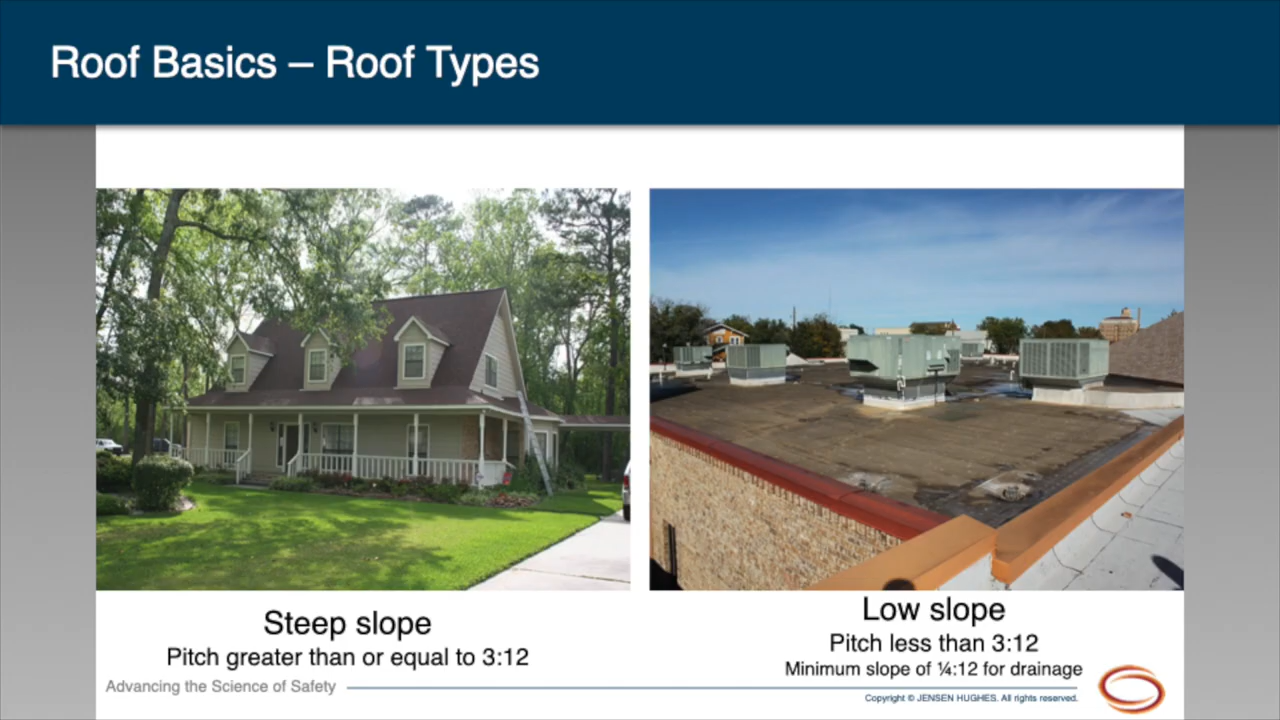 Roof Basics – Roof Types
Steep slope
Pitch greater than or equal to 3:12
Low slope
Pitch less than 3:12
Minimum slope of ¼:12 for drainage
Advancing the Science of Safety
Copyright © JENSEN HUGHES. All rights reserved.